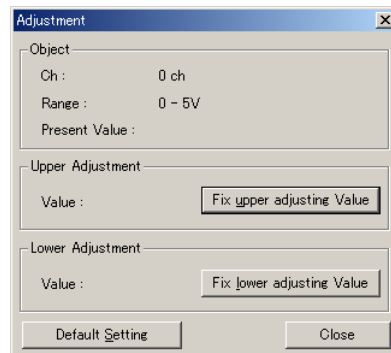 Adjustment
Object
Ch : 0 ch
Range : 0 - 5V
Present Value :
Upper Adjustment
Value : Fix upper adjusting Value
Lower Adjustment
Value : Fix lower adjusting Value
Default Setting Close